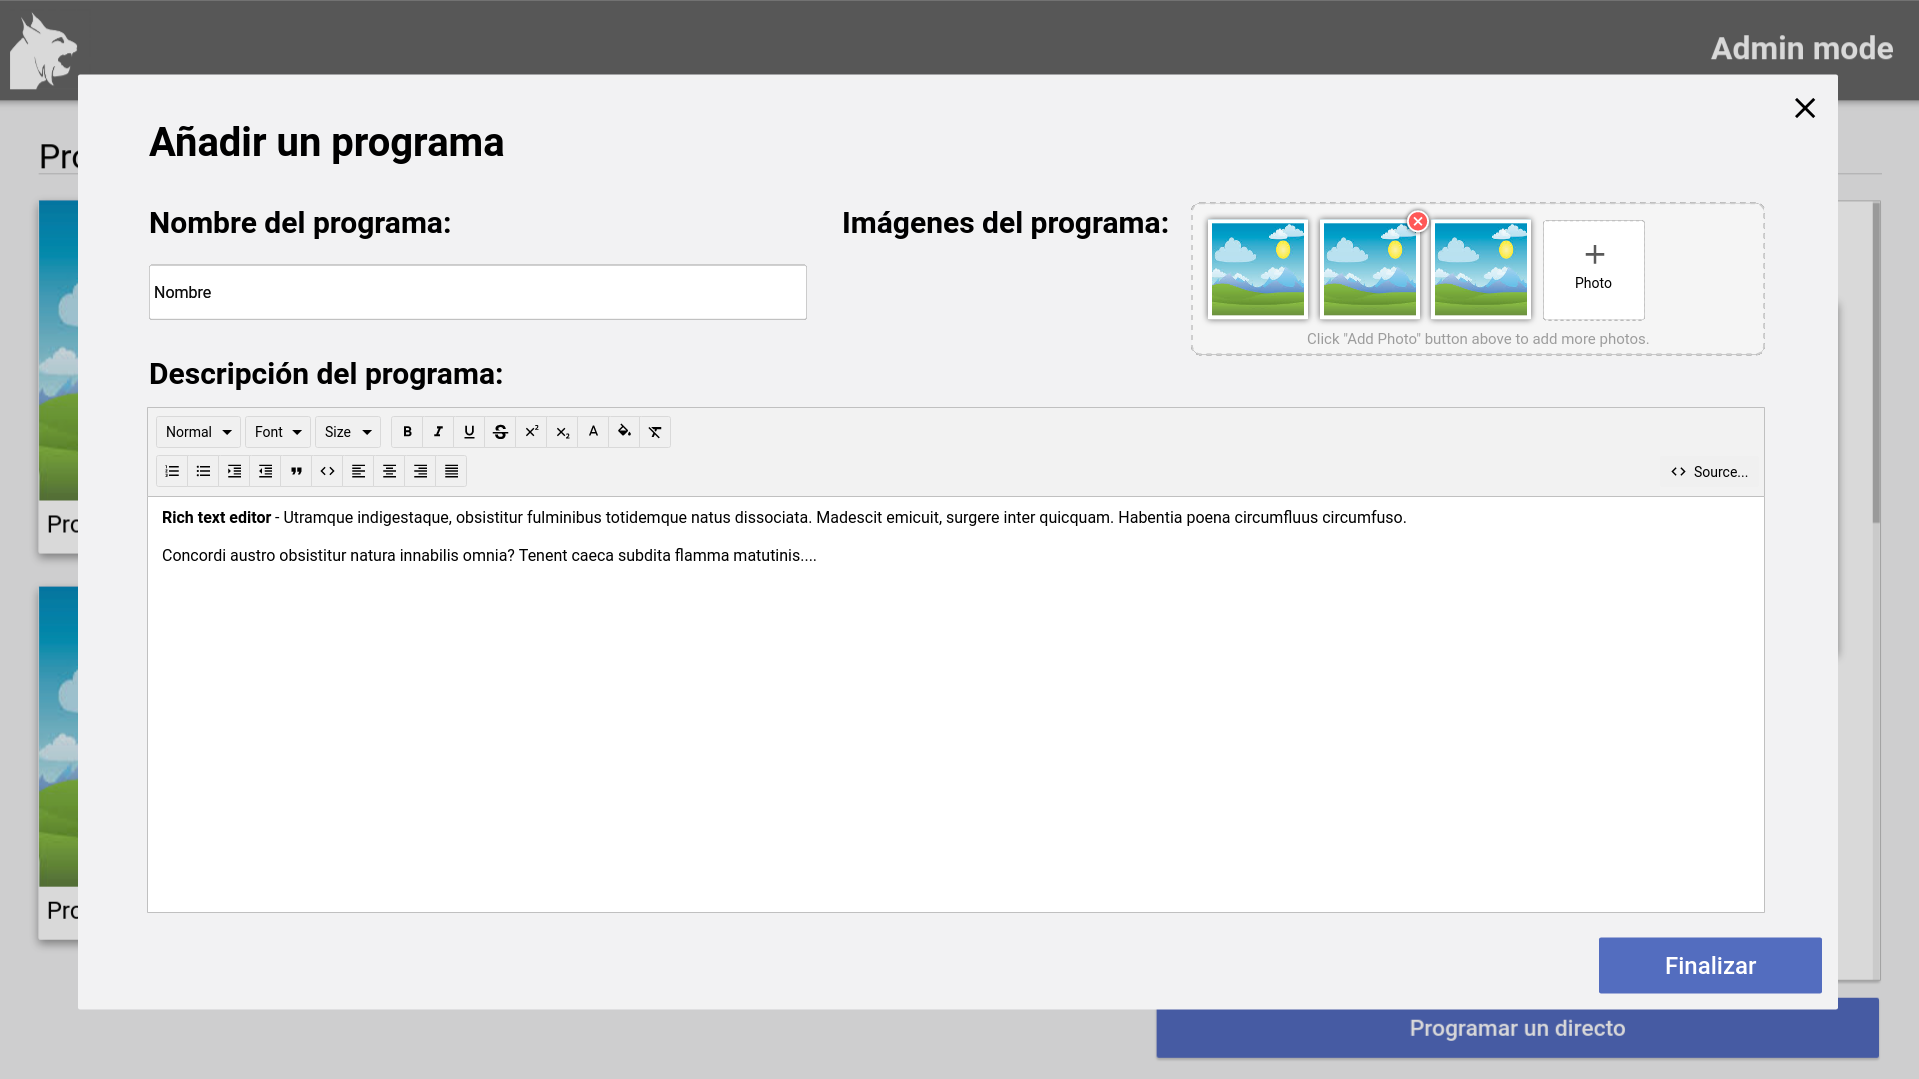 Admin mode
Añadir un programa
Nombre del programa:
Nombre
Imágenes del programa:
Photo
Click "Add Photo" button above to add more photos.
Descripción del programa:
Normal Font Size B I U S X² X₂ A
Source...
Rich text editor - Utramque indigestaque, obsistitur fulminibus totidemque natus dissociata. Madescit emicuit, surgere inter quicquam. Habentia poena circumfluus circumfuso.
Concordi austro obsistitur natura innabilis omnia? Tenent caeca subdita flamma matutinis....
Finalizar
Programar un directo